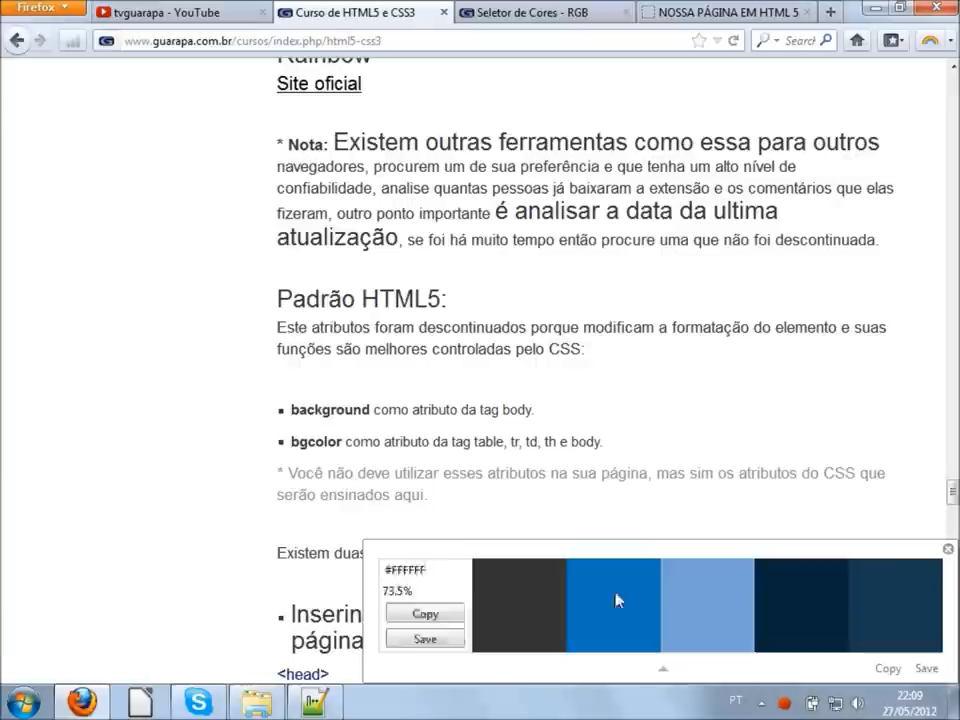 Firefox
tvguarapa - YouTube
Curso de HTML5 e CSS3
Seletor de Cores - RGB
NOSSA PÁGINA EM HTML 5
www.guarapa.com.br/cursos/index.php/html5-css3
Search
Rainbow
Site oficial
* Nota: Existem outras ferramentas como essa para outros
navegadores, procurem um de sua preferência e que tenha um alto nível de
confiabilidade, analise quantas pessoas já baixaram a extensão e os comentários que elas
fizeram, outro ponto importante é analisar a data da ultima
atualização, se foi há muito tempo então procure uma que não foi descontinuada.
Padrão HTML5:
Este atributos foram descontinuados porque modificam a formatação do elemento e suas
funções são melhores controladas pelo CSS:
background como atributo da tag body.
bgcolor como atributo da tag table, tr, td, th e body.
* Você não deve utilizar esses atributos na sua página, mas sim os atributos do CSS que
serão ensinados aqui.
Existem duas
#FFFFFF
73.5%
Copy
Save
Inserin
página
Copy Save
<head>
PT
22:09
27/05/2012